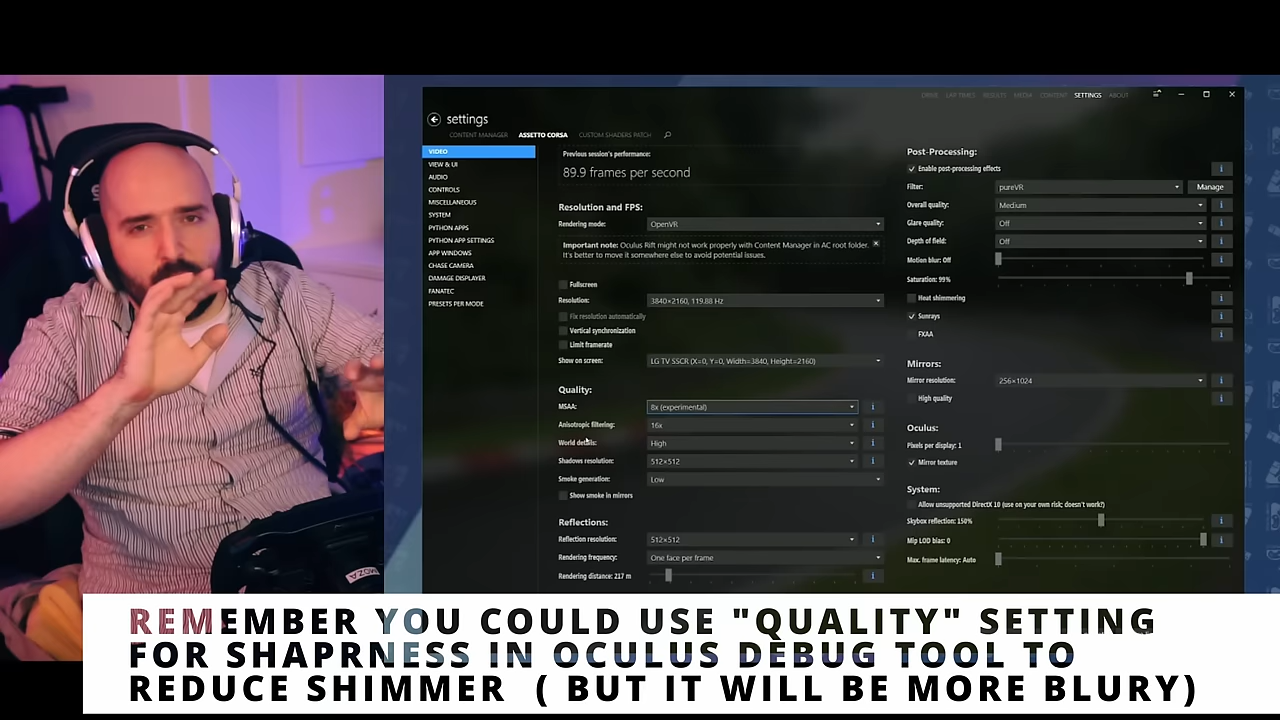 DRIVE LAP TIMES RESULTS MEDIA CONTENT SETTINGS ABOUT
settings
CONTENT MANAGER ASSETTO CORSA CUSTOM SHADERS PATCH
VIDEO
VIEW & UI
AUDIO
CONTROLS
MISCELLANEOUS
SYSTEM
PYTHON APPS
PYTHON APP SETTINGS
APP WINDOWS
CHASE CAMERA
DAMAGE DISPLAYER
FANATEC
PRESETS PER MODE
Previous session's performance:
89.9 frames per second
Resolution and FPS:
Rendering mode: OpenVR
Important note: Oculus Rift might not work properly with Content Manager in AC root folder.
It's better to move it somewhere else to avoid potential issues.
Fullscreen
Resolution: 3840×2160, 119.88 Hz
Fix resolution automatically
Vertical synchronization
Limit framerate
Show on screen: LG TV SSCR (X=0, Y=0, Width=3840, Height=2160)
Quality:
MSAA: 8x (experimental)
Anisotropic filtering: 16x
World details: High
Shadows resolution: 512×512
Smoke generation: Low
Show smoke in mirrors
Reflections:
Reflection resolution: 512×512
Rendering frequency: One face per frame
Rendering distance: 217 m
Post-Processing:
Enable post-processing effects
Filter: pureVR Manage
Overall quality: Medium
Glare quality: Off
Depth of field: Off
Motion blur: Off
Saturation: 99%
Heat shimmering
Sunrays
FXAA
Mirrors:
Mirror resolution: 256×1024
High quality
Oculus:
Pixels per display: 1
Mirror texture
System:
Allow unsupported DirectX 10 (use on your own risk; doesn't work!)
Skybox reflection: 150%
Mip LOD bias: 0
Max. frame latency: Auto
MOZA
REMEMBER YOU COULD USE "QUALITY" SETTING
FOR SHAPRNESS IN OCULUS DEBUG TOOL TO
REDUCE SHIMMER ( BUT IT WILL BE MORE BLURY)